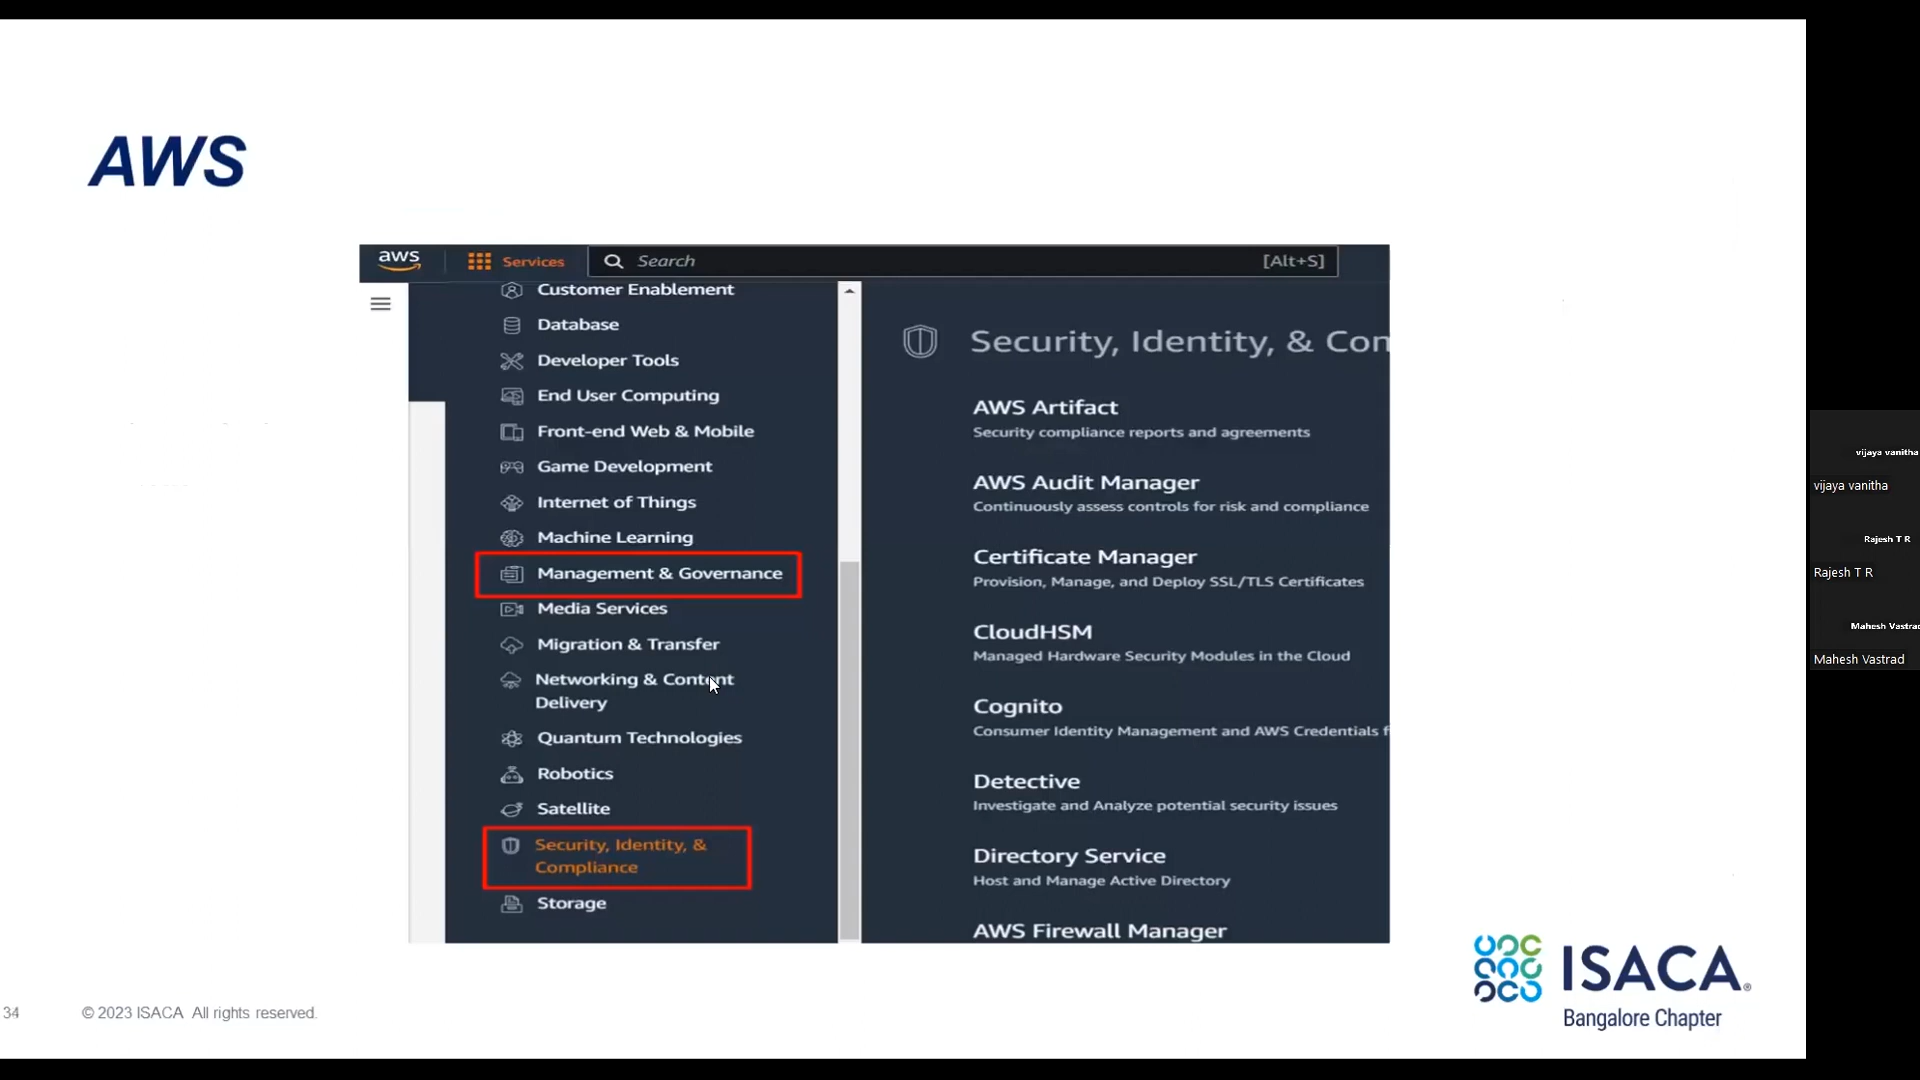 AWS
aws
Services
Search
[Alt+S]
Customer Enablement
Database
Developer Tools
End User Computing
Front-end Web & Mobile
Game Development
Internet of Things
Machine Learning
Management & Governance
Media Services
Migration & Transfer
Networking & Content
Delivery
Quantum Technologies
Robotics
Satellite
Security, Identity, &
Compliance
Storage
Security, Identity, & Con
AWS Artifact
Security compliance reports and agreements
AWS Audit Manager
Continuously assess controls for risk and compliance
Certificate Manager
Provision, Manage, and Deploy SSL/TLS Certificates
CloudHSM
Managed Hardware Security Modules in the Cloud
Cognito
Consumer Identity Management and AWS Credentials f
Detective
Investigate and Analyze potential security issues
Directory Service
Host and Manage Active Directory
AWS Firewall Manager
34
© 2023 ISACA All rights reserved.
ISACA®
Bangalore Chapter
vijaya vanitha
vijaya vanitha
Rajesh T R
Rajesh T R
Mahesh Vastrad
Mahesh Vastrad